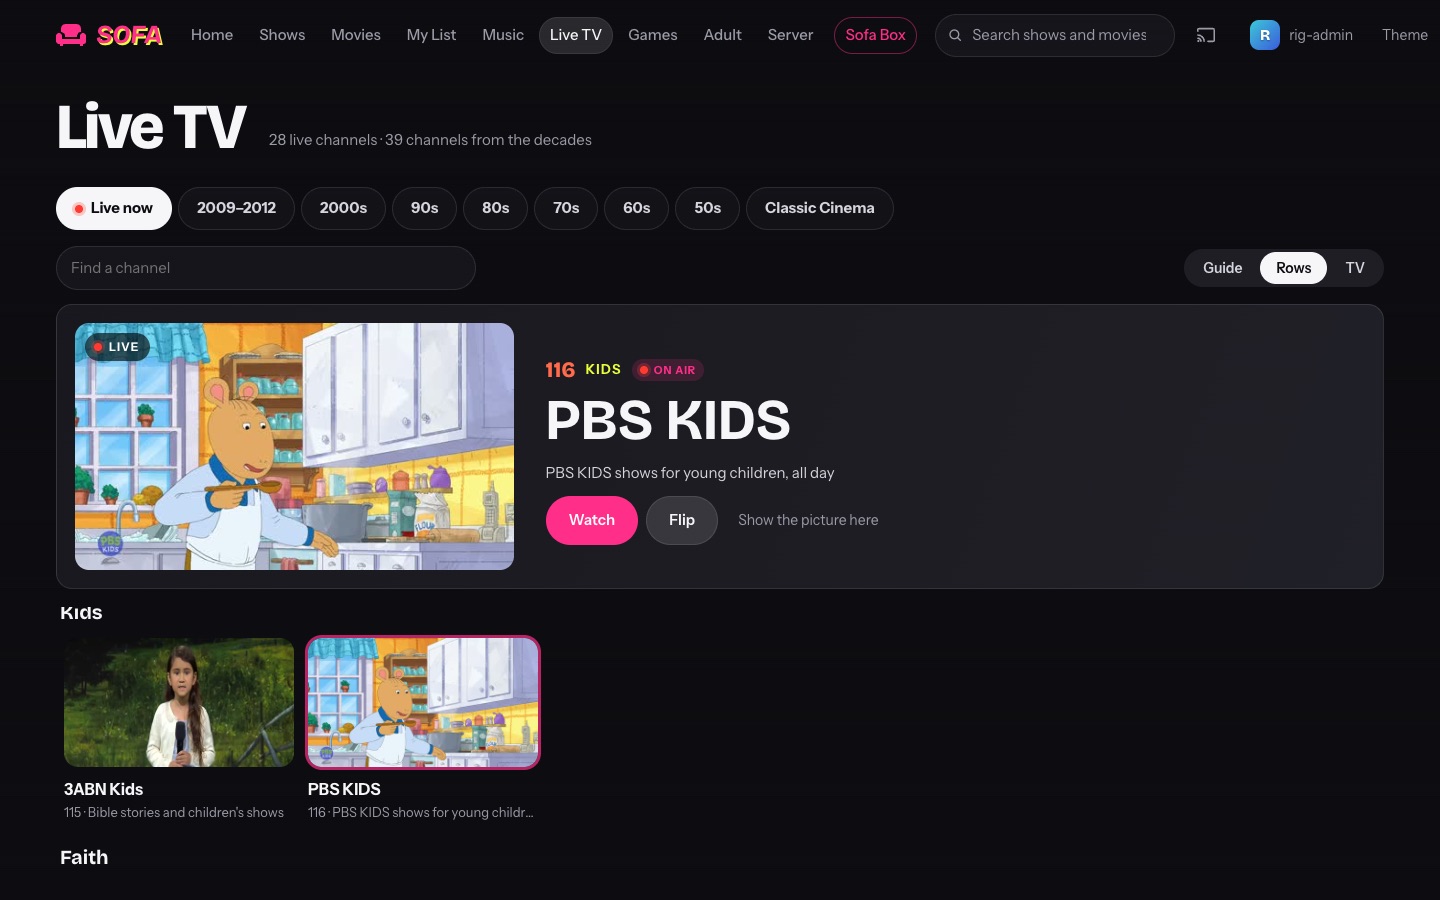 SOFA
Home
Shows
Movies
My List
Music
Live TV
Games
Adult
Server
Sofa Box
Search shows and movies
R
rig-admin
Theme
Live TV
28 live channels · 39 channels from the decades
Live now
2009–2012
2000s
90s
80s
70s
60s
50s
Classic Cinema
Find a channel
Guide
Rows
TV
LIVE
FLOUR
PBS
KIDS
116
KIDS
ON AIR
PBS KIDS
PBS KIDS shows for young children, all day
Watch
Flip
Show the picture here
Kids
3ABN Kids
115 · Bible stories and children's shows
PBS KIDS
116 · PBS KIDS shows for young childr…
Faith